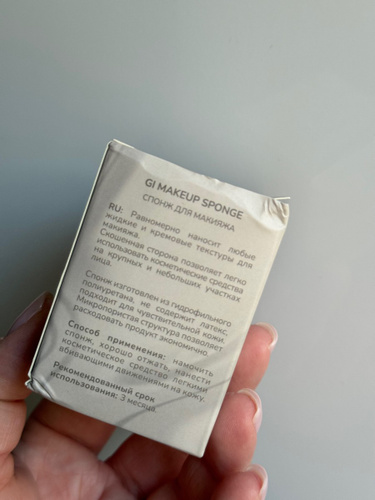 GI MAKEUP SPONGE
СПОНЖ ДЛЯ МАКИЯЖА
RU: Равномерно наносит любые
жидкие и кремовые текстуры для
макияжа.
Скошенная сторона позволяет легко
использовать косметические средства
на крупных и небольших участках
лица.
Спонж изготовлен из гидрофильного
полиуретана, не содержит латекс.
подходит для чувствительной кожи.
Микропористая структура позволяет
расходовать продукт экономично.
Способ применения: намочить
спонж, хорошо отжать, нанести
косметическое средство легкими
вбивающими движениями на кожу.
Рекомендованный срок
использования: 3 месяца.